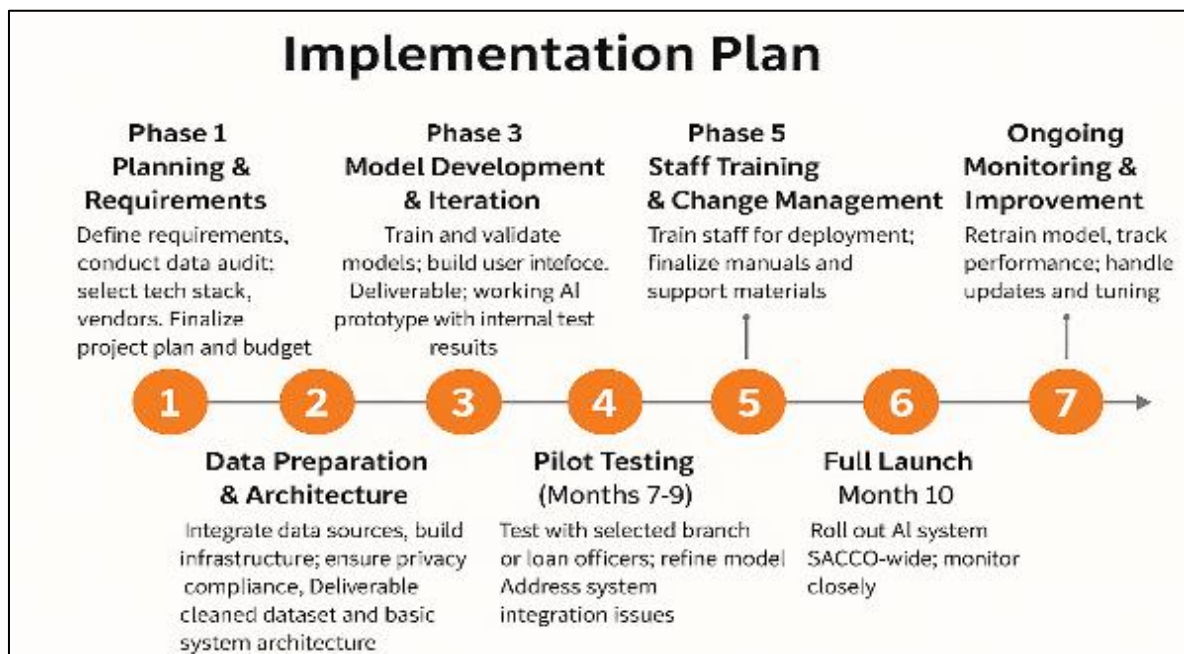 Implementation Plan
Phase 1
Planning &
Requirements
Define requirements,
conduct data audit;
select tech stack,
vendors. Finalize
project plan and budget
Phase 3
Model Development
& Iteration
Train and validate
models; build user intefoce.
Deliverable; working AI
prototype with internal test
results
Phase 5
Staff Training
& Change Management
Train staff for deployment;
finalize manuals and
support materials
Ongoing
Monitoring &
Improvement
Retrain model, track
performance; handle
updates and tuning
1
2
3
4
5
6
7
Data Preparation
& Architecture
Integrate data sources, build
infrastructure; ensure privacy
compliance, Deliverable
cleaned dataset and basic
system architecture
Pilot Testing
(Months 7-9)
Test with selected branch
or loan officers; refine model
Address system
integration issues
Full Launch
Month 10
Roll out AI system
SACCO-wide; monitor
closely